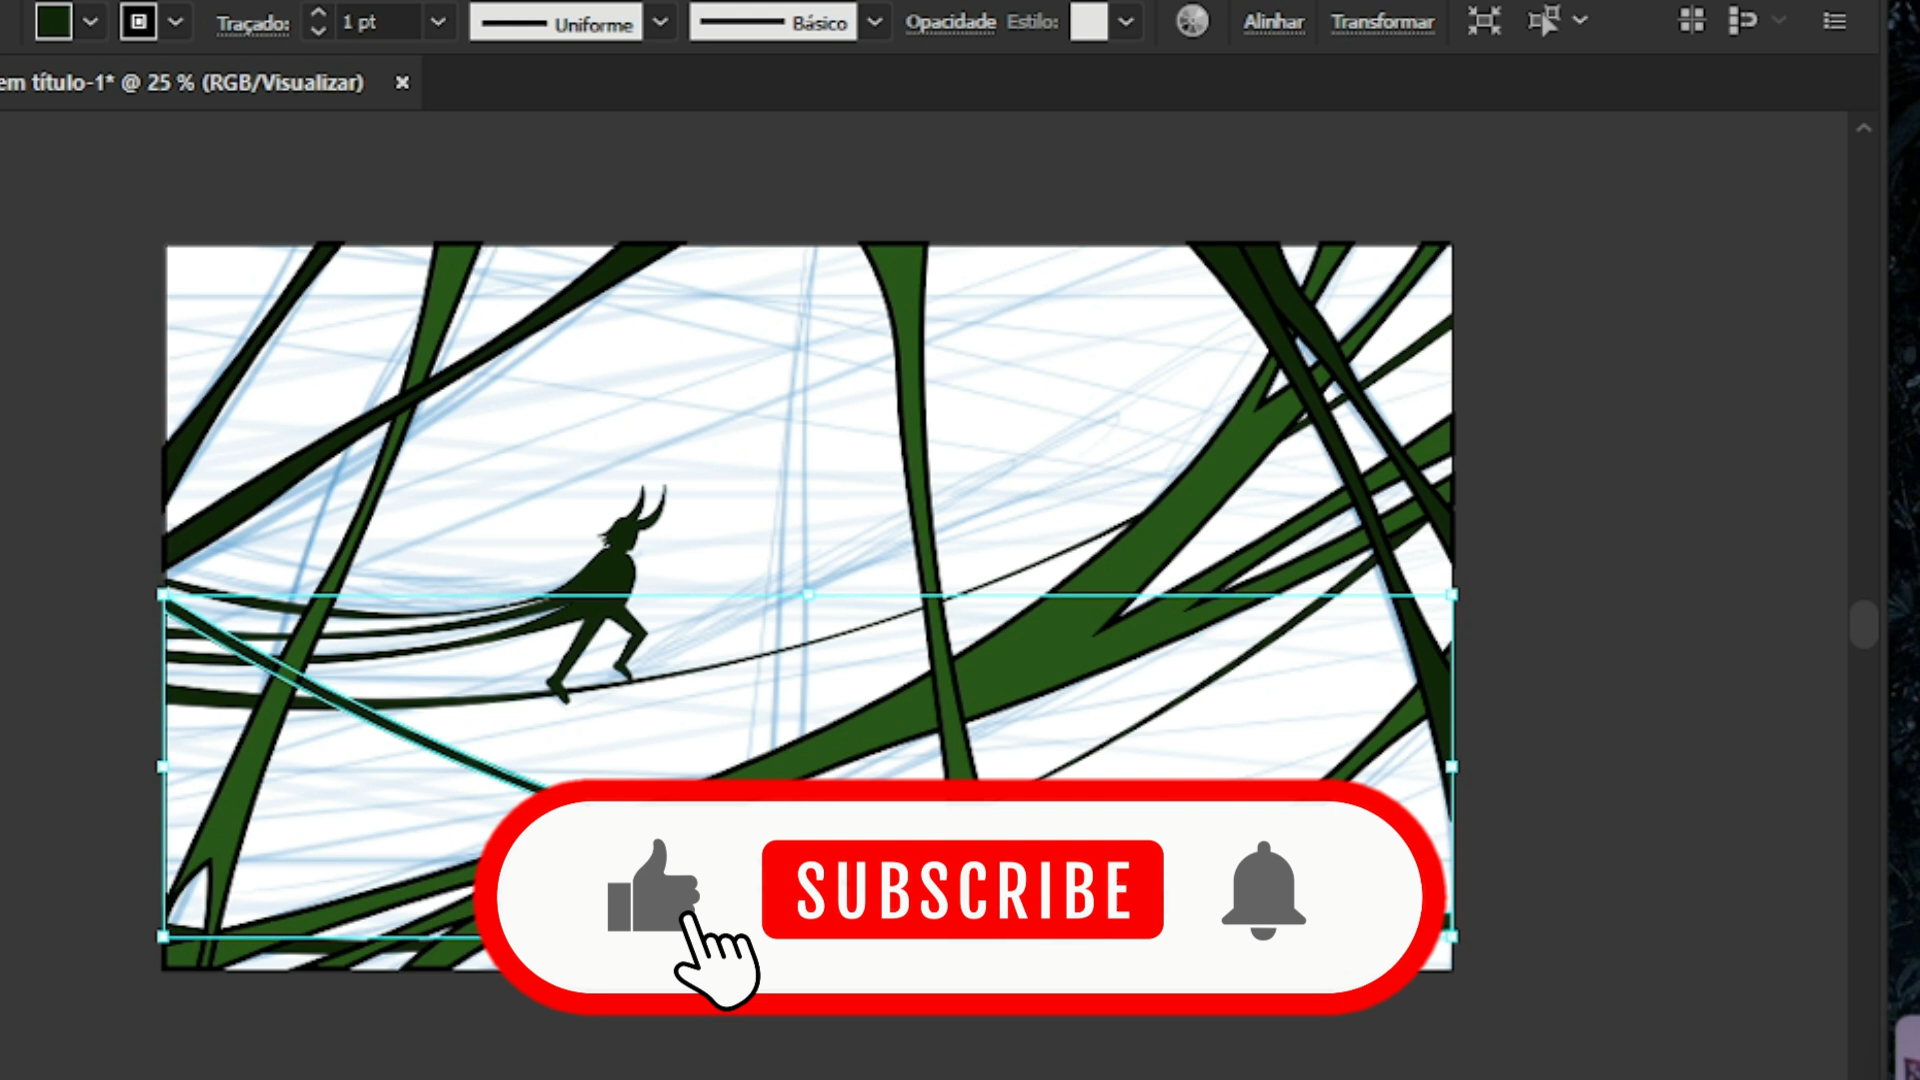 Traçado: 1 pt Uniforme Básico Opacidade Estilo: Alinhar Transformar
em título-1* @ 25 % (RGB/Visualizar) ×
SUBSCRIBE